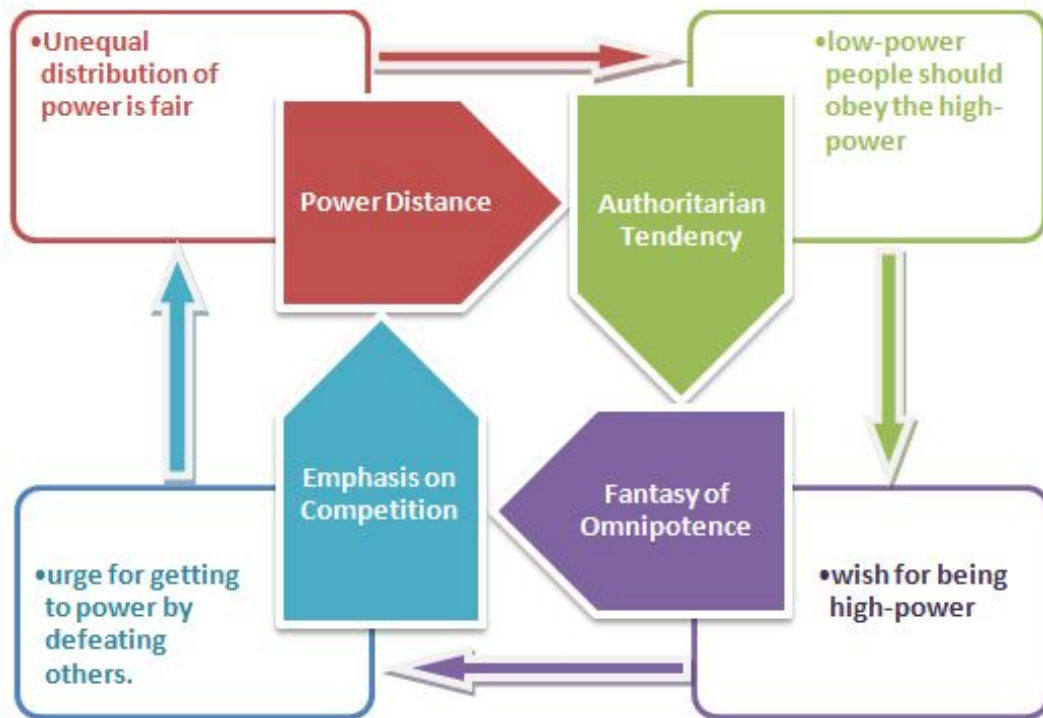 •Unequal
distribution of
power is fair
Power Distance
•low-power
people should
obey the high-
power
Authoritarian
Tendency
Fantasy of
Omnipotence
•wish for being
high-power
Emphasis on
Competition
•urge for getting
to power by
defeating
others.